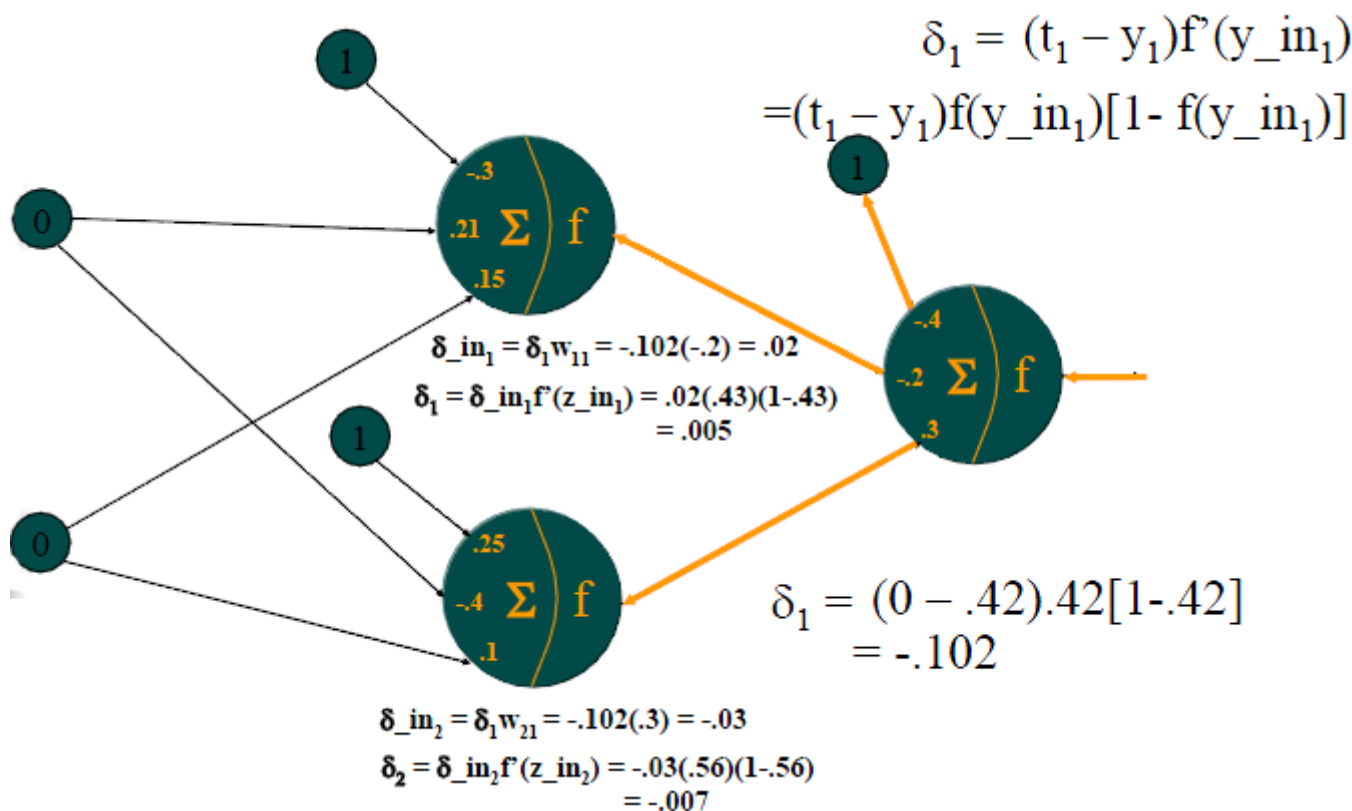 δ₁ = (t₁ – y₁)f’(y_in₁)
=(t₁ – y₁)f(y_in₁)[1- f(y_in₁)]
1
1
0
-.3
.21 Σ f
.15
-.4
-.2 Σ f
.3
δ_in₁ = δ₁w₁₁ = -.102(-.2) = .02
δ₁ = δ_in₁f’(z_in₁) = .02(.43)(1-.43)
= .005
1
0
.25
-.4 Σ f
.1
δ₁ = (0 – .42).42[1-.42]
= -.102
δ_in₂ = δ₁w₂₁ = -.102(.3) = -.03
δ₂ = δ_in₂f’(z_in₂) = -.03(.56)(1-.56)
= -.007